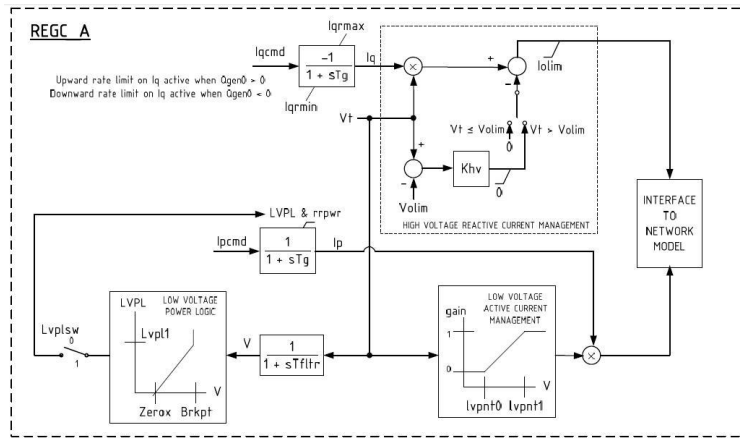 REGC_A
Iqrmax
Iqcmd
-1
1 + sTg
Iq
Iqrmin
Upward rate limit on Iq active when Qgen0 > 0
Downward rate limit on Iq active when Qgen0 < 0
×
+
-
Iolim
Vt
Vt ≤ Volim
0
Vt > Volim
+
-
Khv
0
Volim
HIGH VOLTAGE REACTIVE CURRENT MANAGEMENT
INTERFACE
TO
NETWORK
MODEL
LVPL & rrpwr
Ipcmd
1
1 + sTg
Ip
Lvplsw
0
1
LVPL
LOW VOLTAGE
POWER LOGIC
Lvpl1
V
Zerox Brkpt
V
1
1 + sTfltr
LOW VOLTAGE
ACTIVE CURRENT
MANAGEMENT
gain
1
0
V
lvpnt0 lvpnt1
×